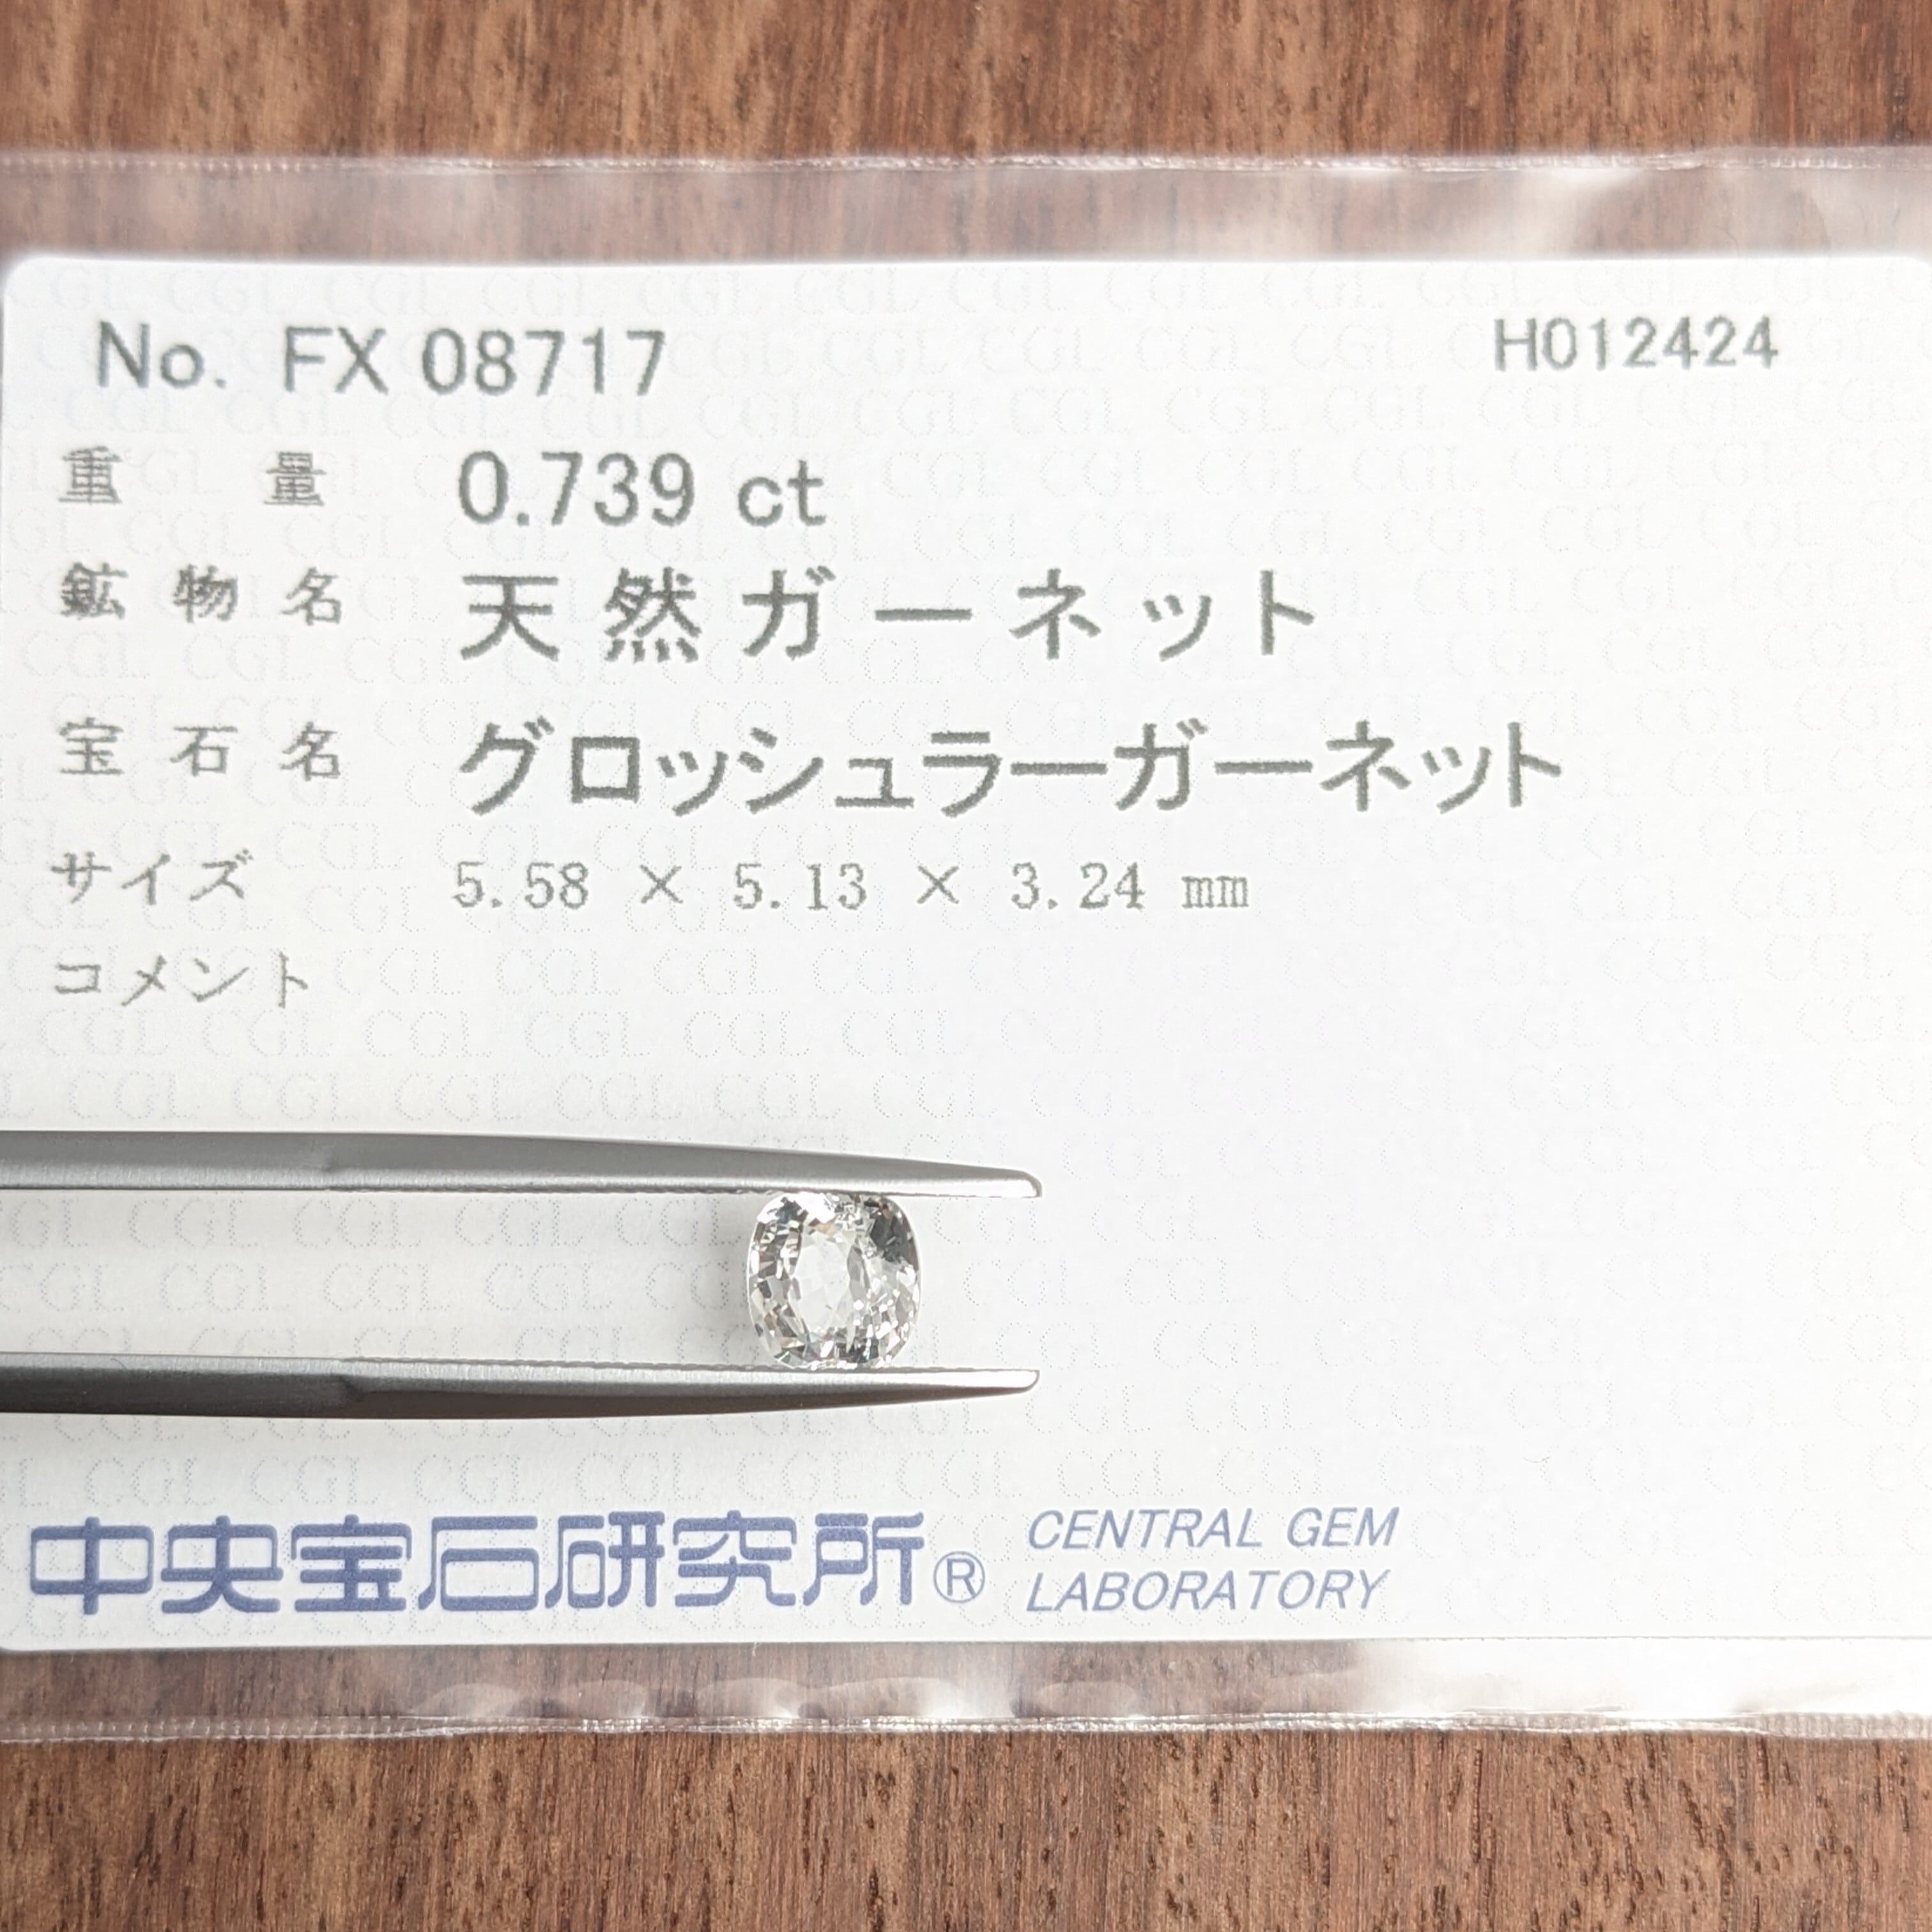 No. FX 08717 H012424
重量 0.739 ct
鉱物名 天然ガーネット
宝石名 グロッシュラーガーネット
サイズ 5.58 × 5.13 × 3.24 mm
コメント
中央宝石研究所® CENTRAL GEM
LABORATORY